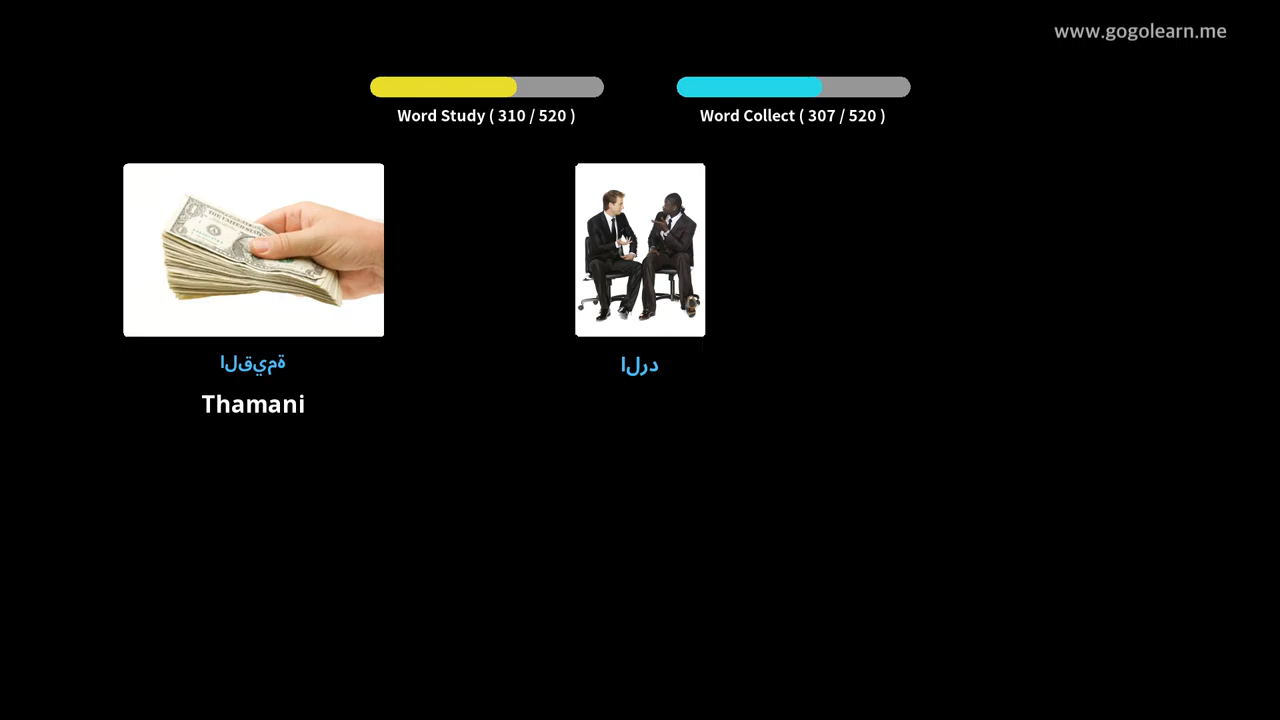 www.gogolearn.me
Word Study ( 310 / 520 )
Word Collect ( 307 / 520 )
القيمة
الرد
Thamani